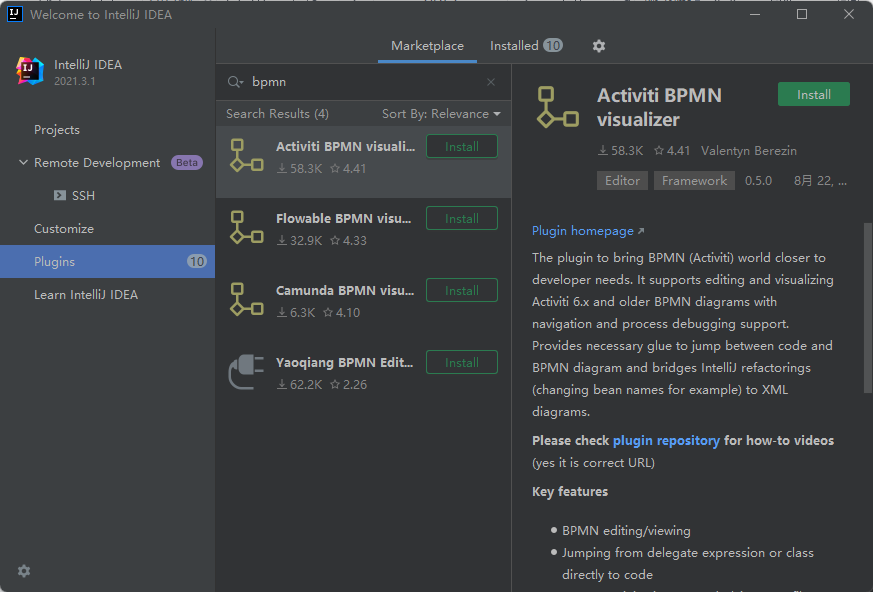 Welcome to IntelliJ IDEA
IntelliJ IDEA
2021.3.1
Projects
Remote Development Beta
SSH
Customize
Plugins 10
Learn IntelliJ IDEA
Marketplace Installed 10
bpmn
Search Results (4) Sort By: Relevance
Activiti BPMN visuali... Install
58.3K 4.41
Flowable BPMN visu... Install
32.9K 4.33
Camunda BPMN visu... Install
6.3K 4.10
Yaoqiang BPMN Edit... Install
62.2K 2.26
Activiti BPMN
visualizer
Install
58.3K 4.41 Valentyn Berezin
Editor Framework 0.5.0 8月 22, ...
Plugin homepage
The plugin to bring BPMN (Activiti) world closer to
developer needs. It supports editing and visualizing
Activiti 6.x and older BPMN diagrams with
navigation and process debugging support.
Provides necessary glue to jump between code and
BPMN diagram and bridges IntelliJ refactorings
(changing bean names for example) to XML
diagrams.
Please check plugin repository for how-to videos
(yes it is correct URL)
Key features
BPMN editing/viewing
Jumping from delegate expression or class
directly to code